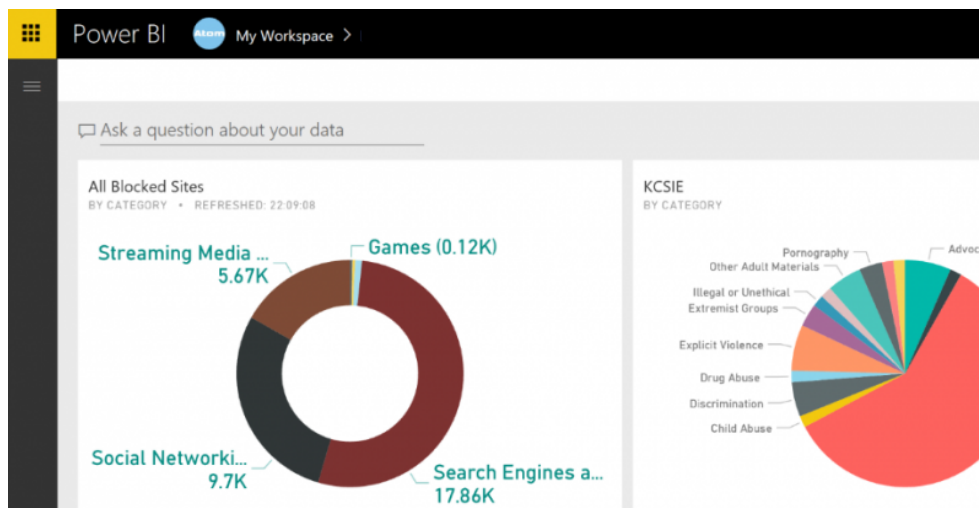 Power BI Atom My Workspace >
Ask a question about your data
All Blocked Sites
BY CATEGORY • REFRESHED: 22:09:08
Games (0.12K)
Streaming Media ...
5.67K
Social Networki...
9.7K
Search Engines a...
17.86K
KCSIE
BY CATEGORY
Advoc
Pornography
Other Adult Materials
Illegal or Unethical
Extremist Groups
Explicit Violence
Drug Abuse
Discrimination
Child Abuse